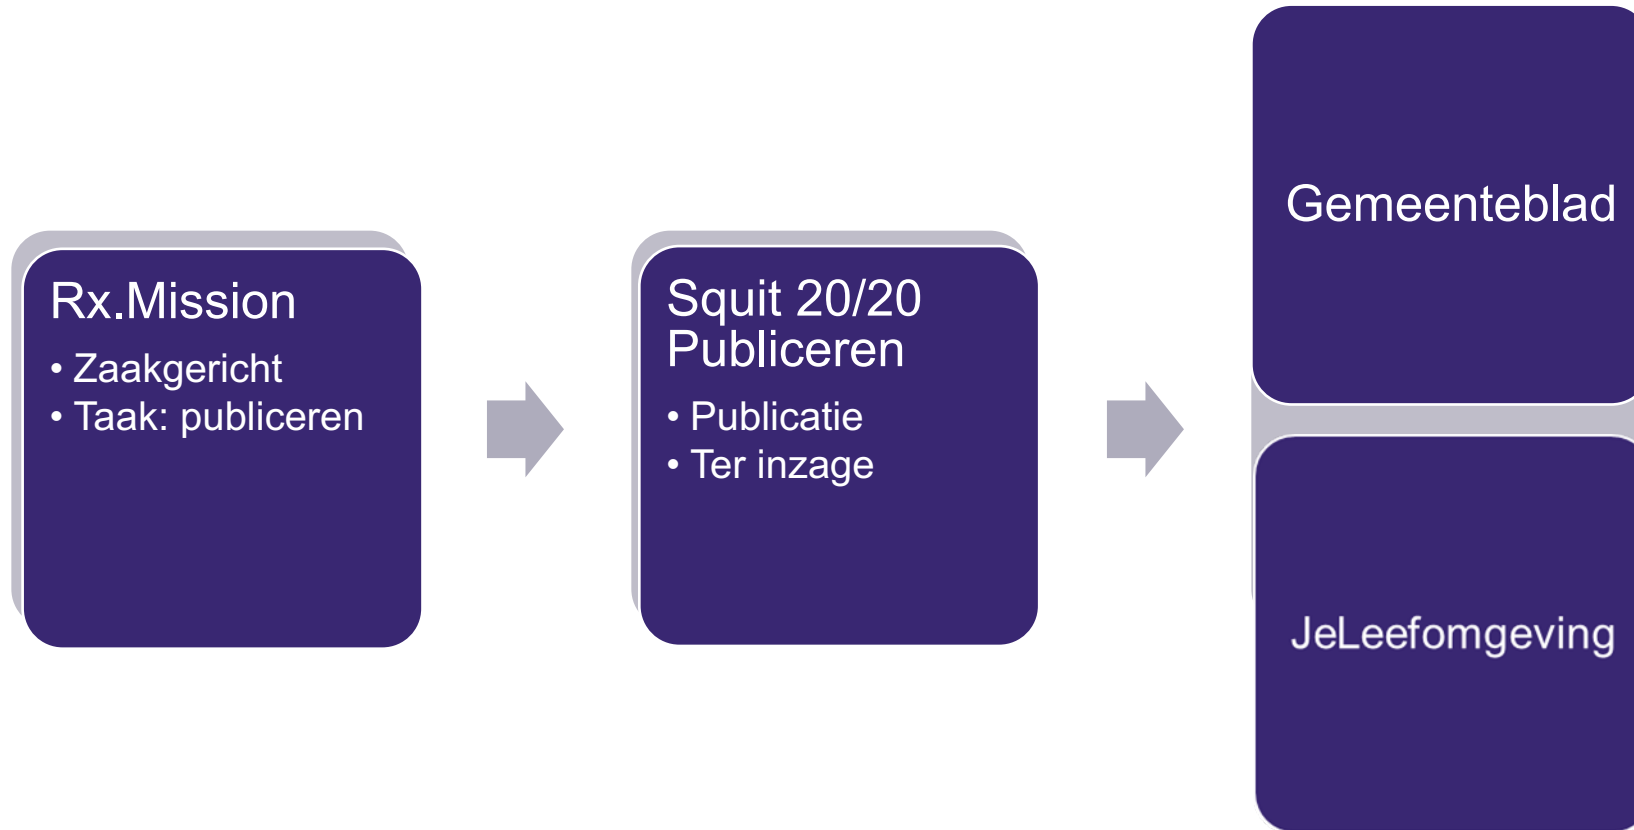 Rx.Mission
• Zaakgericht
• Taak: publiceren
Squit 20/20
Publiceren
• Publicatie
• Ter inzage
Gemeenteblad
JeLeefomgeving